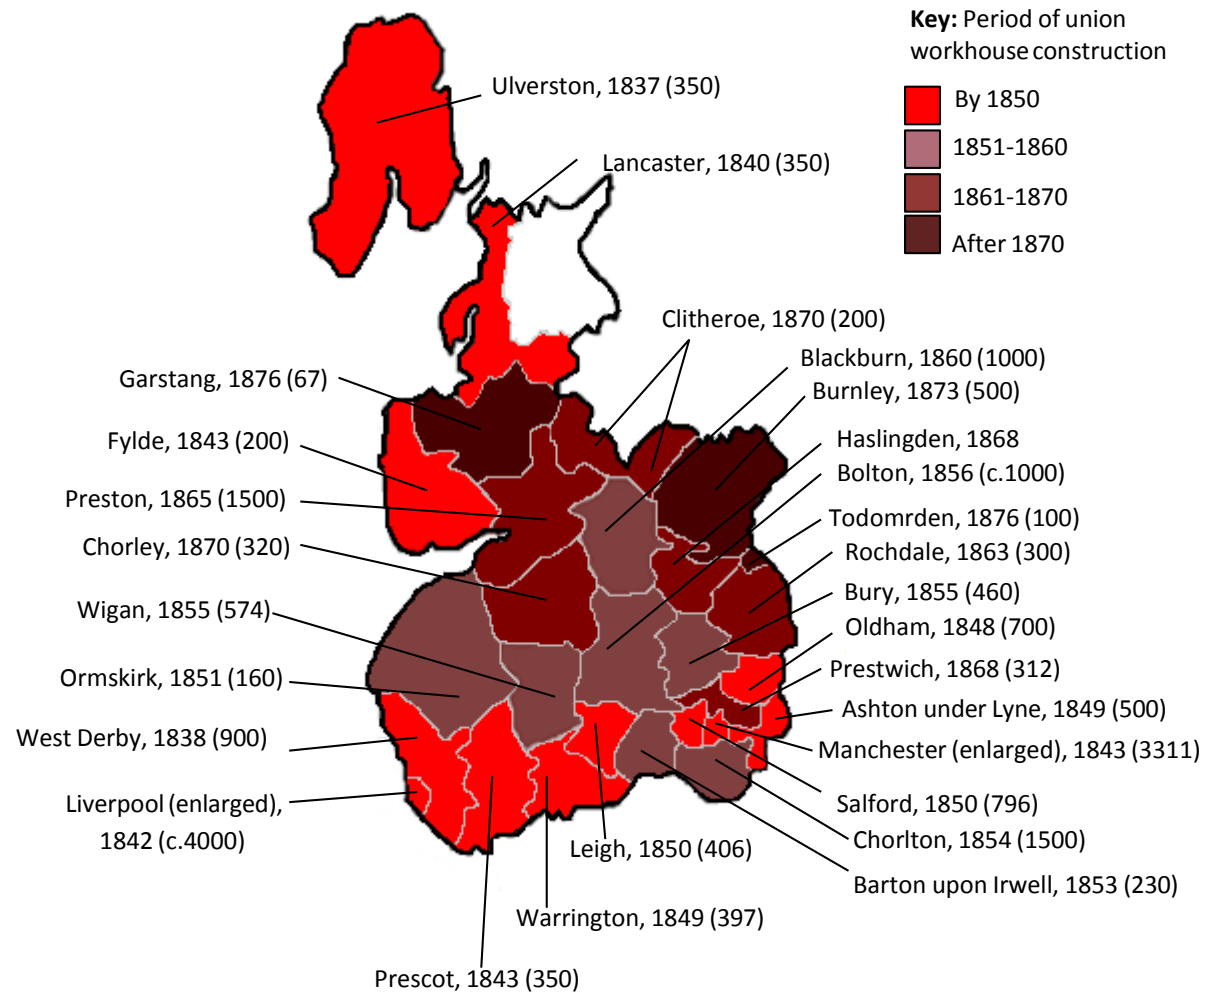 Key: Period of union
workhouse construction
By 1850
1851-1860
1861-1870
After 1870
Ulverston, 1837 (350)
Lancaster, 1840 (350)
Clitheroe, 1870 (200)
Blackburn, 1860 (1000)
Burnley, 1873 (500)
Haslingden, 1868
Bolton, 1856 (c.1000)
Todomrden, 1876 (100)
Rochdale, 1863 (300)
Bury, 1855 (460)
Oldham, 1848 (700)
Prestwich, 1868 (312)
Ashton under Lyne, 1849 (500)
Manchester (enlarged), 1843 (3311)
Salford, 1850 (796)
Chorlton, 1854 (1500)
Barton upon Irwell, 1853 (230)
Garstang, 1876 (67)
Fylde, 1843 (200)
Preston, 1865 (1500)
Chorley, 1870 (320)
Wigan, 1855 (574)
Ormskirk, 1851 (160)
West Derby, 1838 (900)
Liverpool (enlarged),
1842 (c.4000)
Leigh, 1850 (406)
Warrington, 1849 (397)
Prescot, 1843 (350)